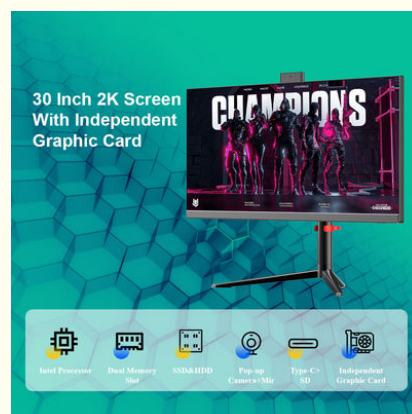 30 Inch 2K Screen
With Independent
Graphic Card
CHAMPIONS
Intel Processor
Dual Memory
Slot
SSD&HDD
Pop-up
Camera+Mir
Type-C>
SD
Independent
Graphic Card